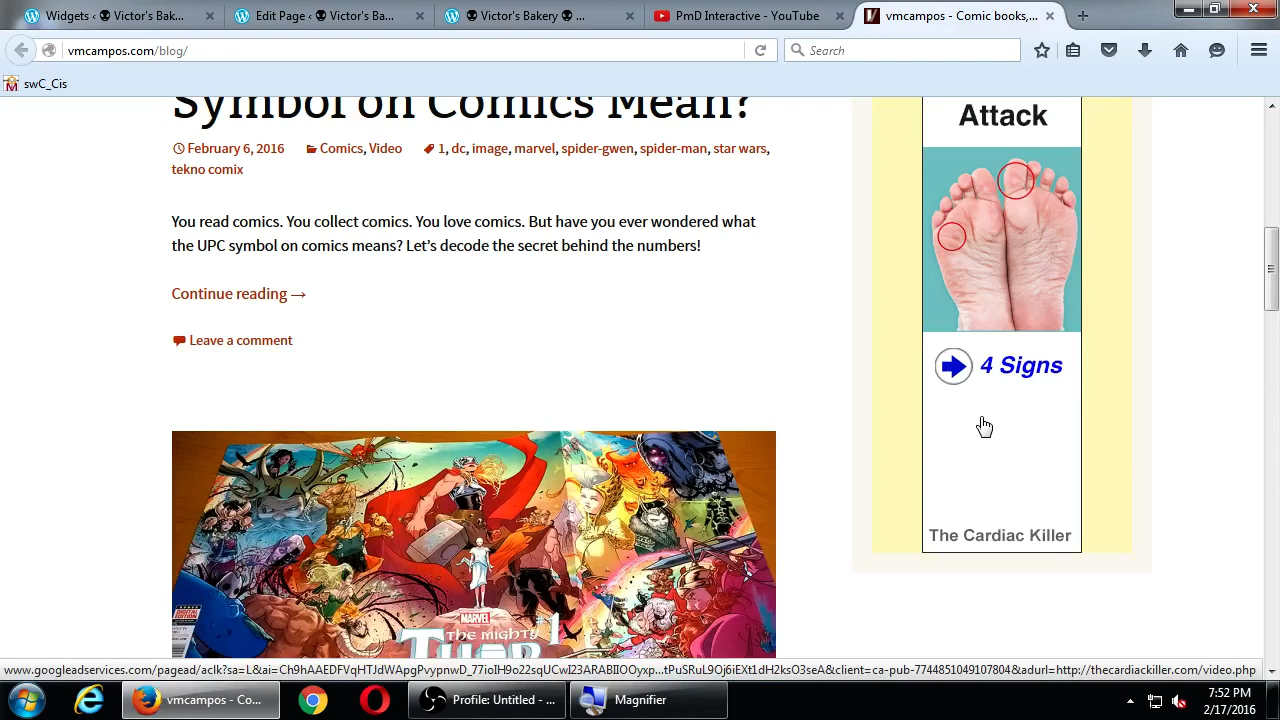 Widgets ‹ Victor's Bak...
Edit Page ‹ Victor's Ba...
Victor's Bakery ...
PmD Interactive - YouTube
vmcampos - Comic books,...
vmcampos.com/blog/
Search
swC_Cis
Symbol on Comics Mean?
February 6, 2016 Comics, Video 1, dc, image, marvel, spider-gwen, spider-man, star wars,
tekno comix
You read comics. You collect comics. You love comics. But have you ever wondered what
the UPC symbol on comics means? Let's decode the secret behind the numbers!
Continue reading →
Leave a comment
Attack
4 Signs
The Cardiac Killer
MARVEL
THE MIGHTY
THOR
#1
www.googleadservices.com/pagead/aclk?sa=L&ai=Ch9hAAEDFVqHTJdWApgPvypnwD_77ioIH9o22sqUCwI23ARABIIOOyxp...tPuSRuL9Oj6iEXt1dH2ksO3seA&client=ca-pub-7744851049107804&adurl=http://thecardiackiller.com/video.php
vmcampos - Co...
Profile: Untitled - ...
Magnifier
7:52 PM
2/17/2016